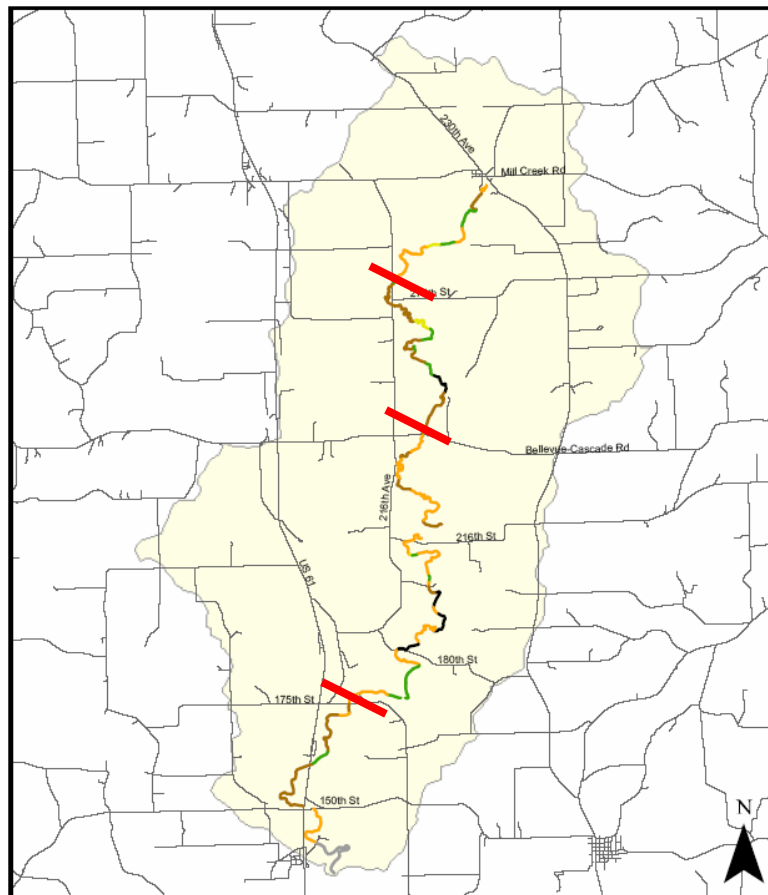 230th Ave
Mill Creek Rd
St
Bellevue-Cascade Rd
216th Ave
216th St
US 61
180th St
175th St
150th St
N